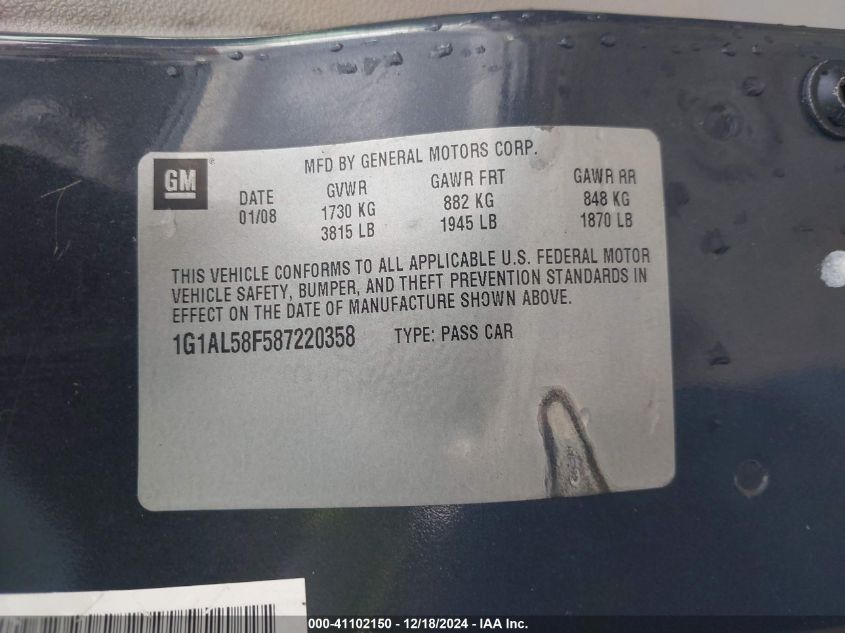 GM
MFD BY GENERAL MOTORS CORP.
DATE GVWR GAWR FRT GAWR RR
01/08 1730 KG 882 KG 848 KG
3815 LB 1945 LB 1870 LB
THIS VEHICLE CONFORMS TO ALL APPLICABLE U.S. FEDERAL MOTOR
VEHICLE SAFETY, BUMPER, AND THEFT PREVENTION STANDARDS IN
EFFECT ON THE DATE OF MANUFACTURE SHOWN ABOVE.
1G1AL58F587220358 TYPE: PASS CAR
000-41102150 - 12/18/2024 - IAA Inc.